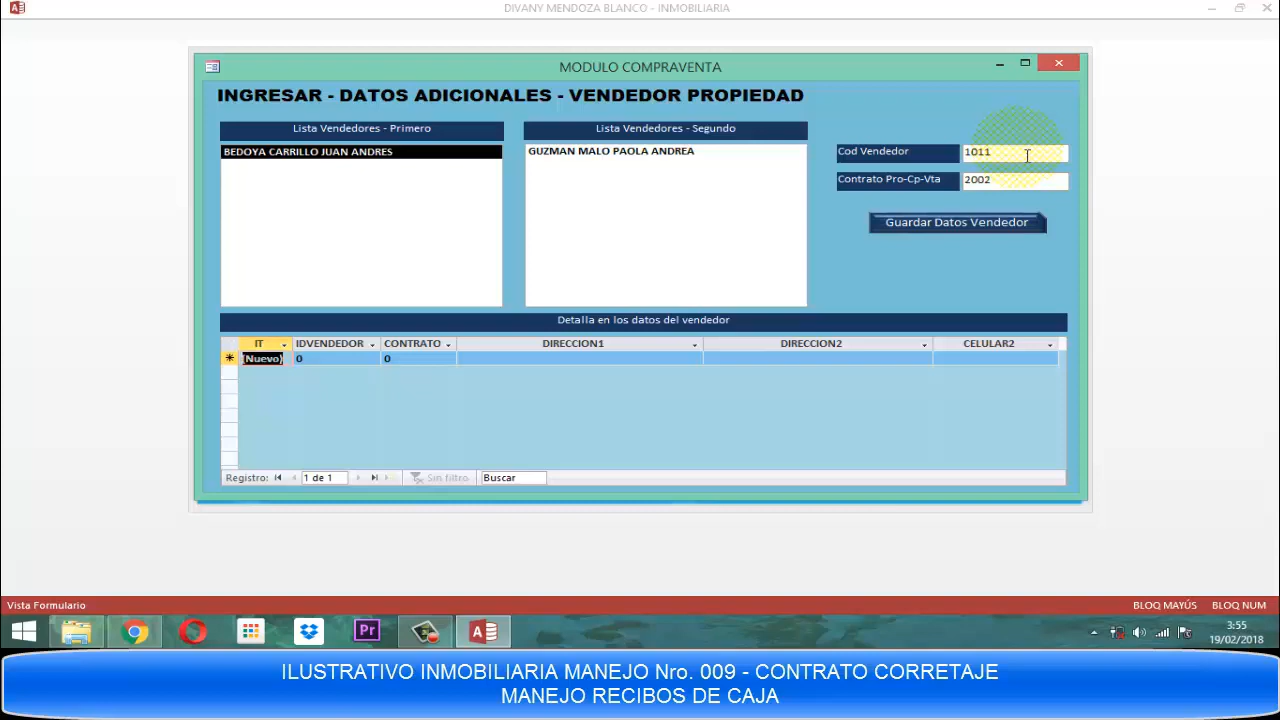 DIVANY MENDOZA BLANCO - INMOBILIARIA
MODULO COMPRAVENTA
INGRESAR - DATOS ADICIONALES - VENDEDOR PROPIEDAD
Lista Vendedores - Primero
Lista Vendedores - Segundo
BEDOYA CARRILLO JUAN ANDRES
GUZMAN MALO PAOLA ANDREA
Cod Vendedor 1011
Contrato Pro-Cp-Vta 2002
Guardar Datos Vendedor
Detalla en los datos del vendedor
IT IDVENDEDOR CONTRATO DIRECCION1 DIRECCION2 CELULAR2
(Nuevo) 0 0
Registro: 1 de 1 Sin filtro Buscar
Vista Formulario BLOQ MAYÚS BLOQ NUM
Pr
3:55
19/02/2018
ILUSTRATIVO INMOBILIARIA MANEJO Nro. 009 - CONTRATO CORRETAJE
MANEJO RECIBOS DE CAJA